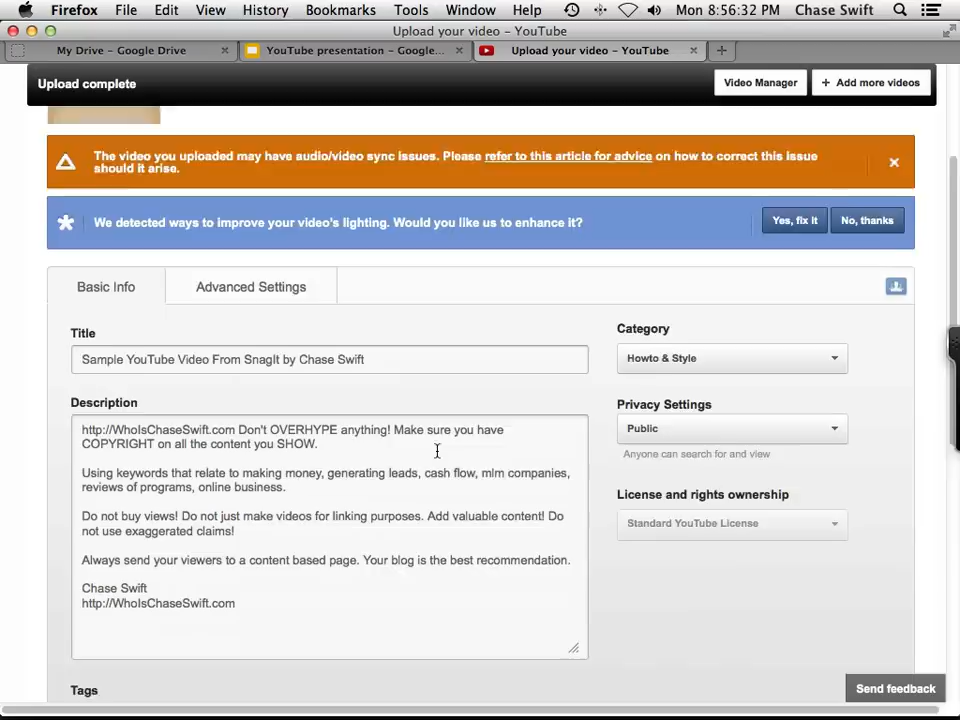 Firefox File Edit View History Bookmarks Tools Window Help Mon 8:56:32 PM Chase Swift
Upload your video – YouTube
My Drive – Google Drive × YouTube presentation – Google... × Upload your video – YouTube × +
Upload complete Video Manager + Add more videos
The video you uploaded may have audio/video sync issues. Please refer to this article for advice on how to correct this issue
should it arise.
We detected ways to improve your video's lighting. Would you like us to enhance it? Yes, fix it No, thanks
Basic Info Advanced Settings
Title
Sample YouTube Video From SnagIt by Chase Swift
Description
http://WhoIsChaseSwift.com Don't OVERHYPE anything! Make sure you have
COPYRIGHT on all the content you SHOW.
Using keywords that relate to making money, generating leads, cash flow, mlm companies,
reviews of programs, online business.
Do not buy views! Do not just make videos for linking purposes. Add valuable content! Do
not use exaggerated claims!
Always send your viewers to a content based page. Your blog is the best recommendation.
Chase Swift
http://WhoIsChaseSwift.com
Tags
Category
Howto & Style
Privacy Settings
Public
Anyone can search for and view
License and rights ownership
Standard YouTube License
Send feedback